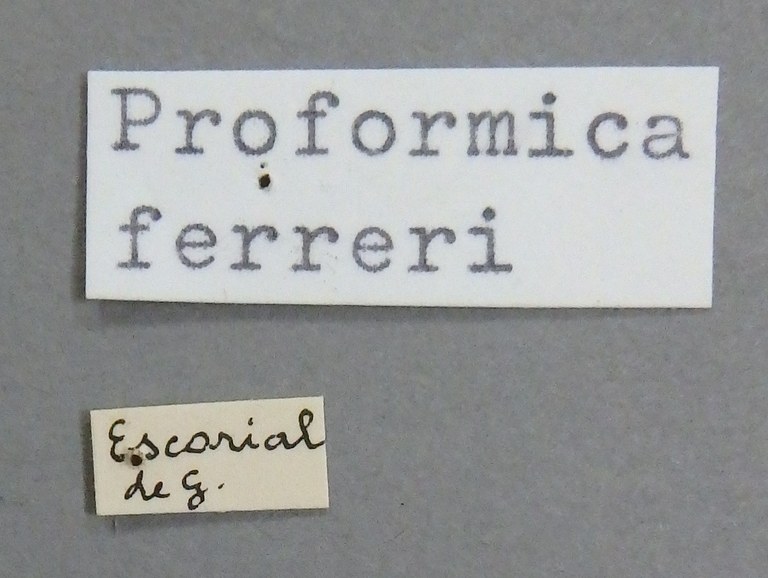 Proformica
ferreri
Escorial
de G.